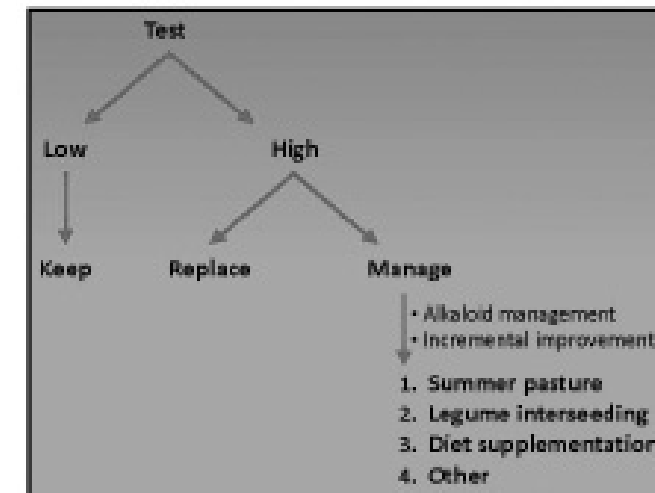 Test
Low High
Keep Replace Manage
• Alkaloid management
• Incremental improvement
1. Summer pasture
2. Legume interseeding
3. Diet supplementation
4. Other